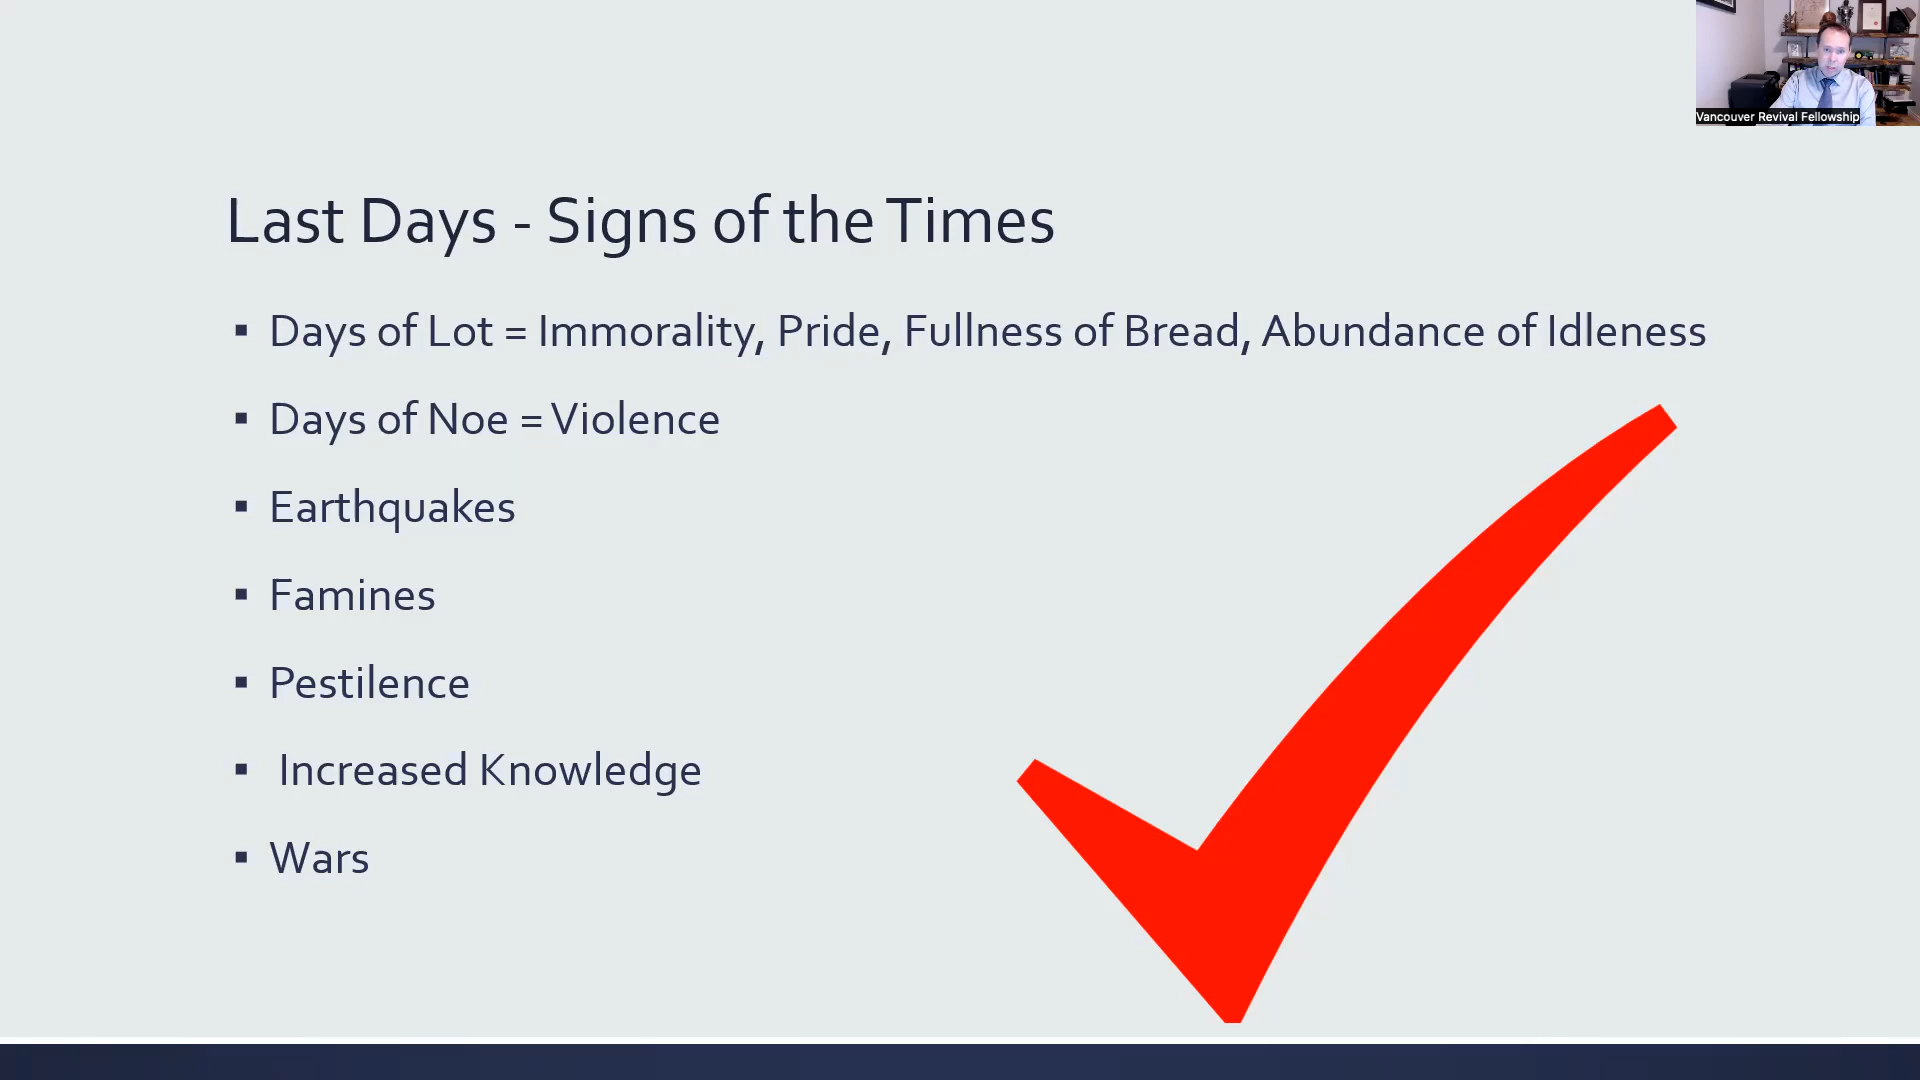 Vancouver Revival Fellowship
Last Days - Signs of the Times
▪ Days of Lot = Immorality, Pride, Fullness of Bread, Abundance of Idleness
▪ Days of Noe = Violence
▪ Earthquakes
▪ Famines
▪ Pestilence
▪ Increased Knowledge
▪ Wars